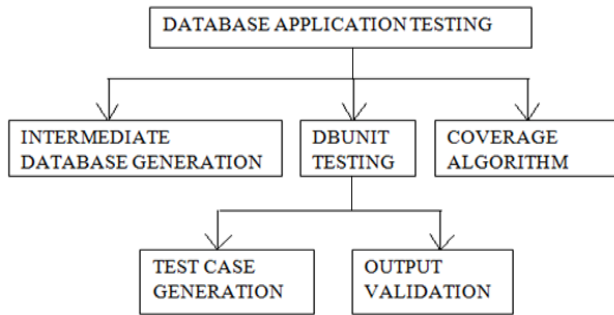 DATABASE APPLICATION TESTING
INTERMEDIATE
DATABASE GENERATION
DBUNIT
TESTING
COVERAGE
ALGORITHM
TEST CASE
GENERATION
OUTPUT
VALIDATION